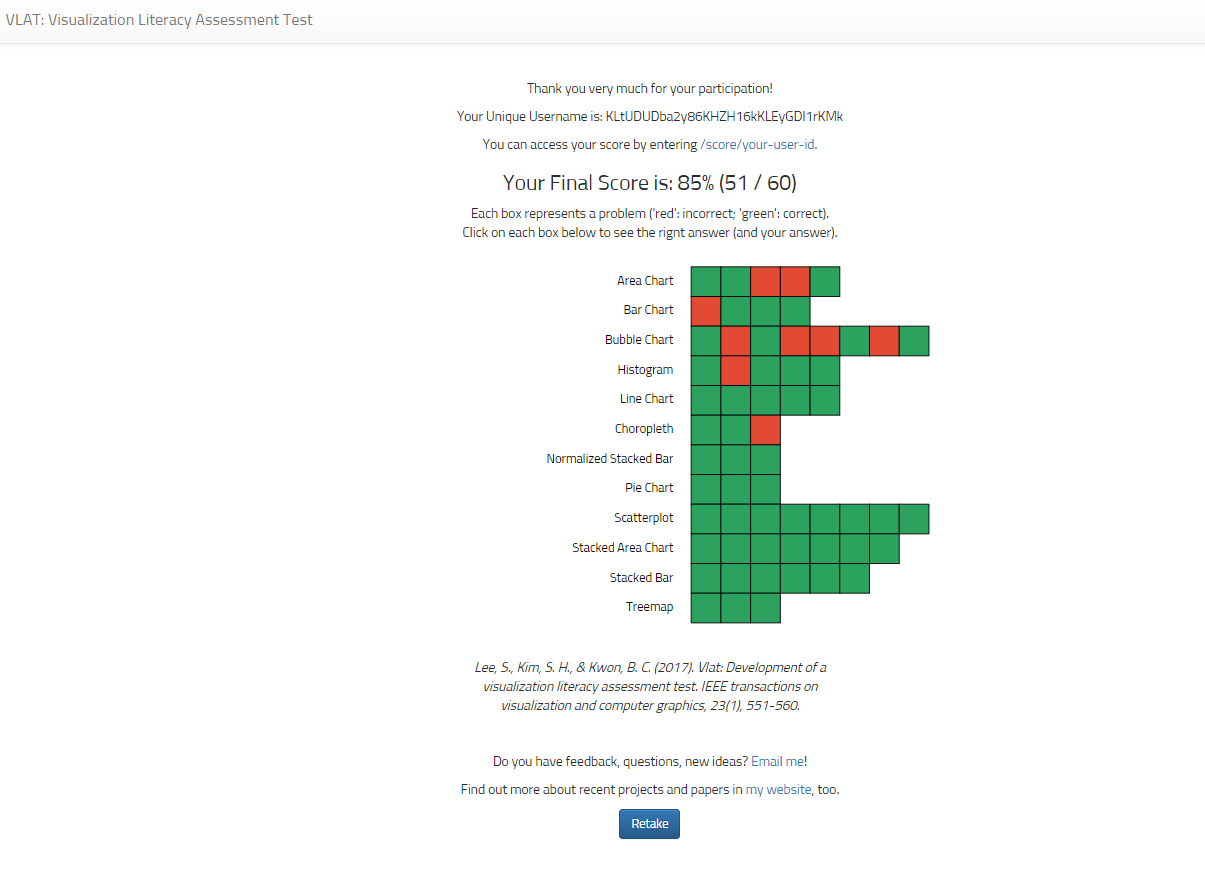 VLAT: Visualization Literacy Assessment Test
Thank you very much for your participation!
Your Unique Username is: KLtUDUDba2y86KHZH16kKLEyGDI1rKMk
You can access your score by entering /score/your-user-id.
Your Final Score is: 85% (51 / 60)
Each box represents a problem ('red': incorrect; 'green': correct).
Click on each box below to see the rignt answer (and your answer).
Area Chart
Bar Chart
Bubble Chart
Histogram
Line Chart
Choropleth
Normalized Stacked Bar
Pie Chart
Scatterplot
Stacked Area Chart
Stacked Bar
Treemap
Lee, S., Kim, S. H., & Kwon, B. C. (2017). Vlat: Development of a
visualization literacy assessment test. IEEE transactions on
visualization and computer graphics, 23(1), 551-560.
Do you have feedback, questions, new ideas? Email me!
Find out more about recent projects and papers in my website, too.
Retake